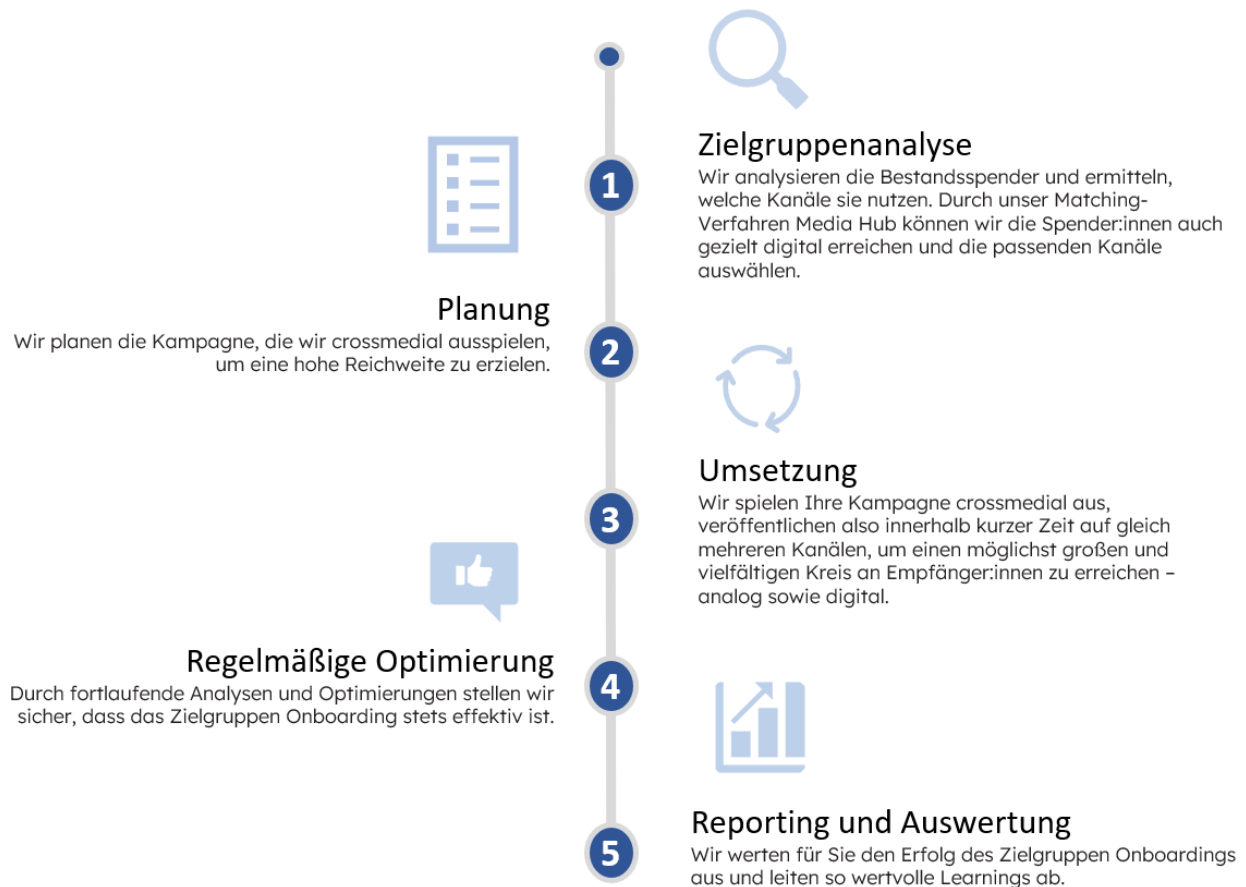 1
Zielgruppenanalyse
Wir analysieren die Bestandsspender und ermitteln,
welche Kanäle sie nutzen. Durch unser Matching-
Verfahren Media Hub können wir die Spender:innen auch
gezielt digital erreichen und die passenden Kanäle
auswählen.
2
Planung
Wir planen die Kampagne, die wir crossmedial ausspielen,
um eine hohe Reichweite zu erzielen.
3
Umsetzung
Wir spielen Ihre Kampagne crossmedial aus,
veröffentlichen also innerhalb kurzer Zeit auf gleich
mehreren Kanälen, um einen möglichst großen und
vielfältigen Kreis an Empfänger:innen zu erreichen –
analog sowie digital.
4
Regelmäßige Optimierung
Durch fortlaufende Analysen und Optimierungen stellen wir
sicher, dass das Zielgruppen Onboarding stets effektiv ist.
5
Reporting und Auswertung
Wir werten für Sie den Erfolg des Zielgruppen Onboardings
aus und leiten so wertvolle Learnings ab.